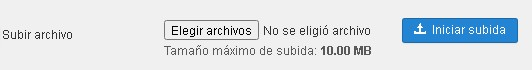 Subir archivo
Elegir archivos No se eligió archivo
Iniciar subida
Tamaño máximo de subida: 10.00 MB